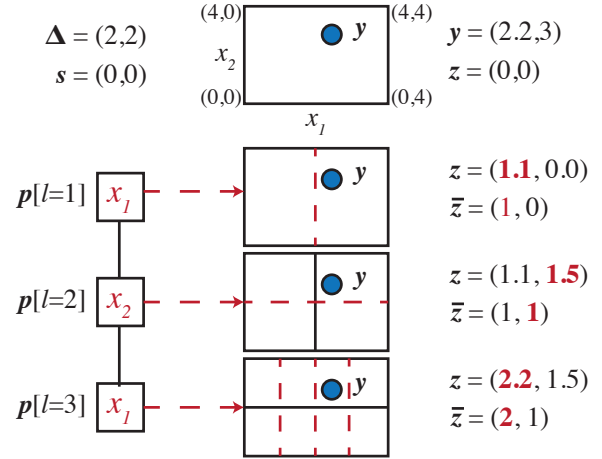 Δ = (2,2)
s = (0,0)
(4,0)
(4,4)
y
x₂
(0,0)
(0,4)
x₁
y = (2.2,3)
z = (0,0)
p[l=1]
x₁
y
z = (1.1, 0.0)
z̄ = (1, 0)
p[l=2]
x₂
y
z = (1.1, 1.5)
z̄ = (1, 1)
p[l=3]
x₁
y
z = (2.2, 1.5)
z̄ = (2, 1)